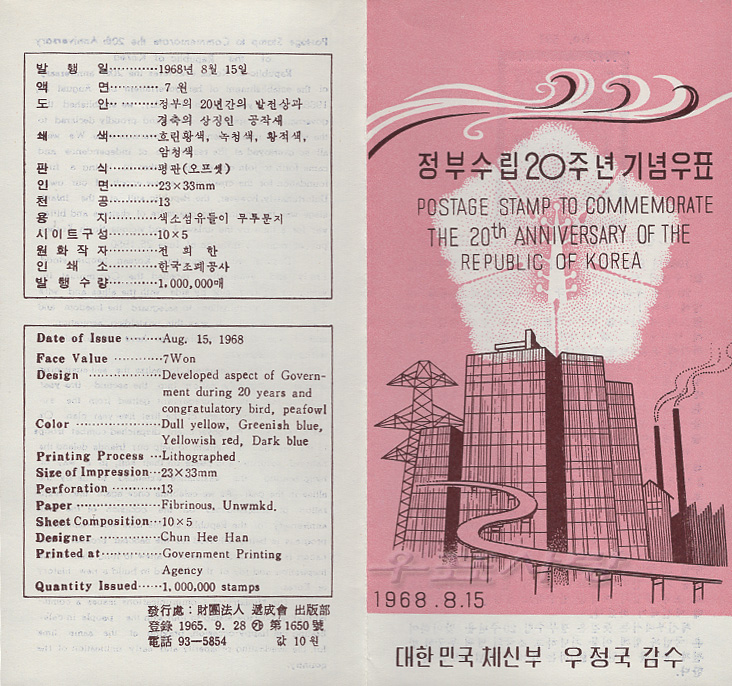 발 행 일··········1968년 8월 15일
액 면··········7 원
도 안··········정부의 20년간의 발전상과
경축의 상징인 공작새
쇄 색··········흐린황색, 녹청색, 황적색,
암청색
판 식··········평판(오프셋)
인 면··········23×33mm
천 공··········13
용 지··········색소섬유들이 무투문지
시이트구성··········10×5
원화작자··········전 희 한
인 쇄 소··········한국조폐공사
발행수량··········1,000,000매
Date of Issue ·········Aug. 15, 1968
Face Value ···········7Won
Design ················Developed aspect of Govern-
ment during 20 years and
congratulatory bird, peafowl
Color ················Dull yellow, Greenish blue,
Yellowish red, Dark blue
Printing Process ···Lithographed
Size of Impression···23×33mm
Perforation ··········13
Paper ···············Fibrinous, Unwmkd.
Sheet Composition···10×5
Designer ···········Chun Hee Han
Printed at···········Government Printing
Agency
Quantity Issued·····1,000,000 stamps
發行處: 財團法人 遞成會 出版部
登錄 1965. 9. 28 ㉮ 第 1650號
電話 93-5854 값 10원
정부수립20주년기념우표
POSTAGE STAMP TO COMMEMORATE
THE 20th ANNIVERSARY OF THE
REPUBLIC OF KOREA
1968.8.15
대한민국 체신부 우정국 감수